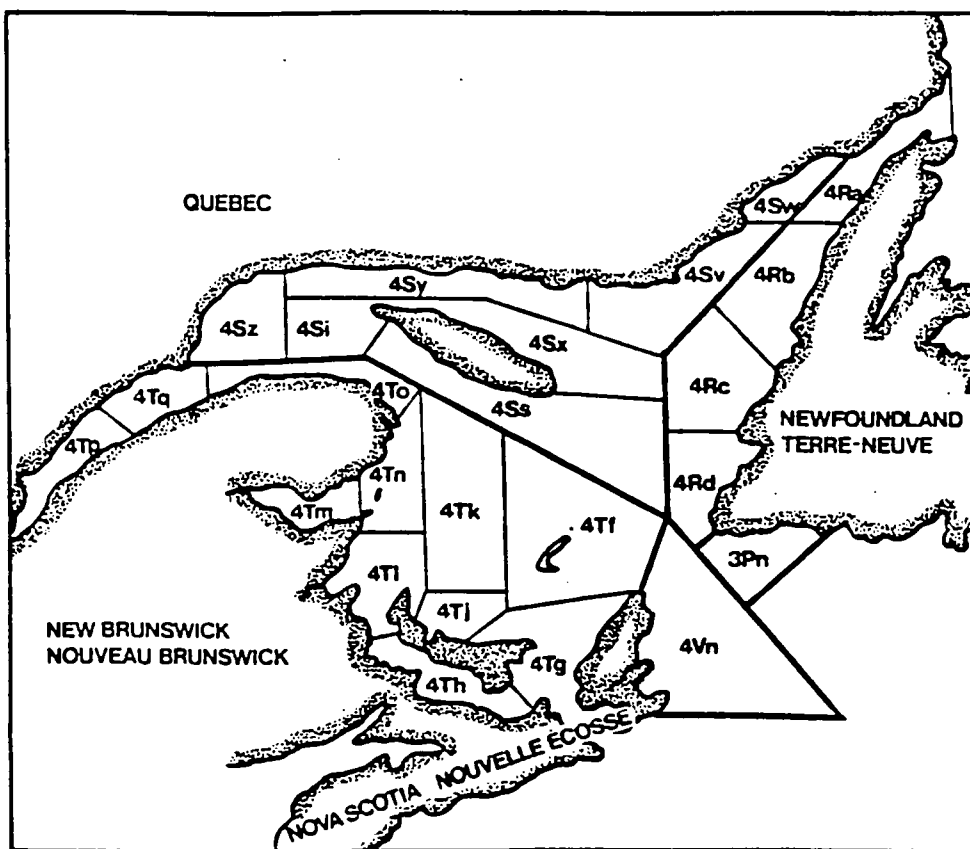 QUEBEC
4Sw
4Ra
4Sv
4Rb
4Sy
4Sz
4Si
4Sx
4Rc
4Tq
4To
4Ss
NEWFOUNDLAND
TERRE-NEUVE
4Tp
4Tn
4Rd
4Tm
4Tk
4Tf
3Pn
4Tl
4Tj
NEW BRUNSWICK
NOUVEAU BRUNSWICK
4Vn
4Tg
4Th
NOVA SCOTIA NOUVELLE ÉCOSSE